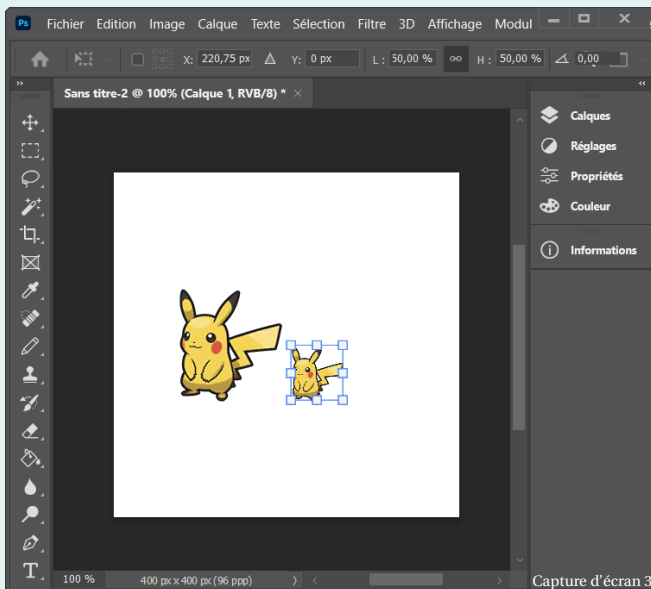 Ps Fichier Edition Image Calque Texte Sélection Filtre 3D Affichage Modul
X: 220,75 px Δ Y: 0 px L : 50,00 % H : 50,00 % 0,00
Sans titre-2 @ 100% (Calque 1, RVB/8) * ×
Calques
Réglages
Propriétés
Couleur
Informations
T
100 % 400 px x 400 px (96 ppp)
Capture d'écran 3